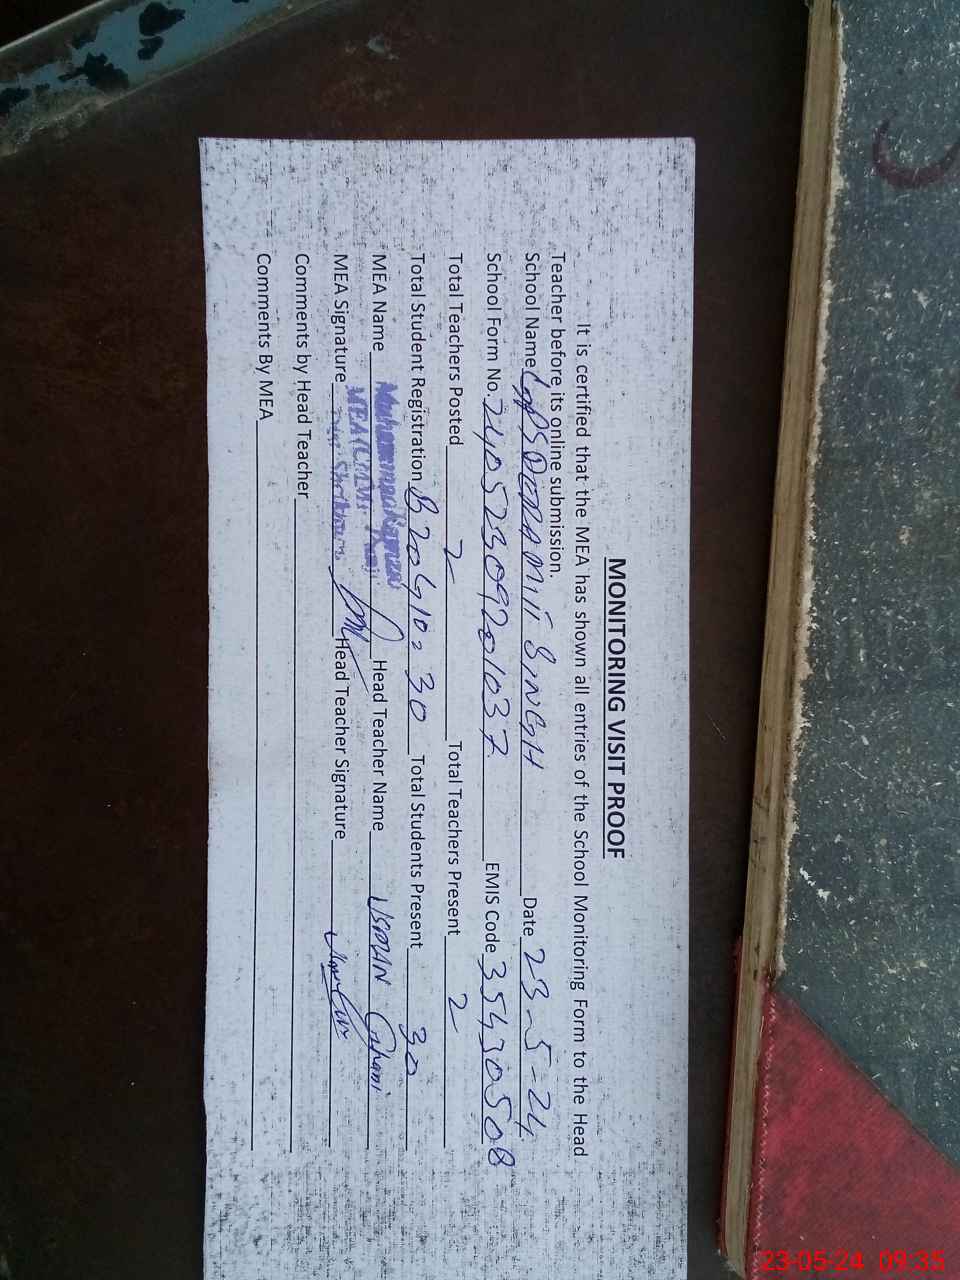 MONITORING VISIT PROOF
It is certified that the MEA has shown all entries of the School Monitoring Form to the Head
Teacher before its online submission.
School Name GPS DERA MII SINGH Date 23-5-24
School Form No. 24052309201037 EMIS Code 35430508
Total Teachers Posted 2 Total Teachers Present 2
Total Student Registration 30 Total Students Present 30
MEA Name Head Teacher Name USMAN Ghani
MEA Signature Head Teacher Signature
Comments by Head Teacher
Comments By MEA
23-05-24 09:35